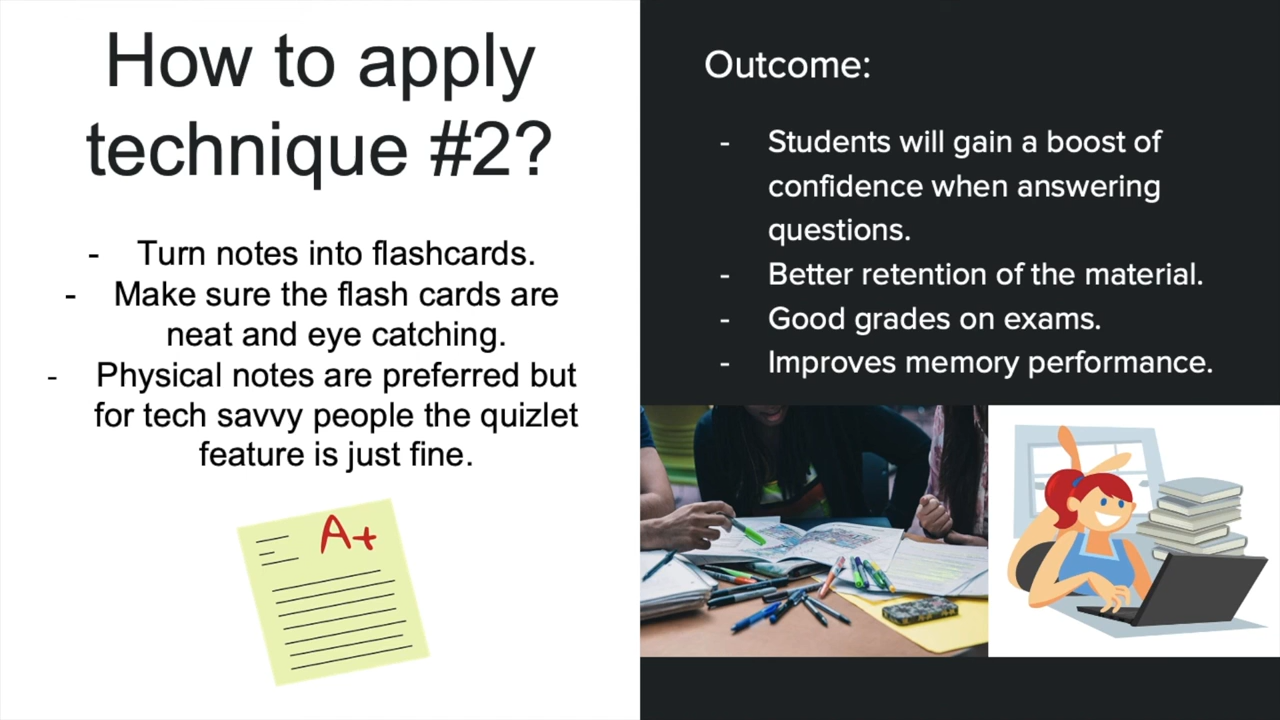 How to apply
technique #2?
- Turn notes into flashcards.
- Make sure the flash cards are
neat and eye catching.
- Physical notes are preferred but
for tech savvy people the quizlet
feature is just fine.
A+
Outcome:
- Students will gain a boost of
confidence when answering
questions.
- Better retention of the material.
- Good grades on exams.
- Improves memory performance.